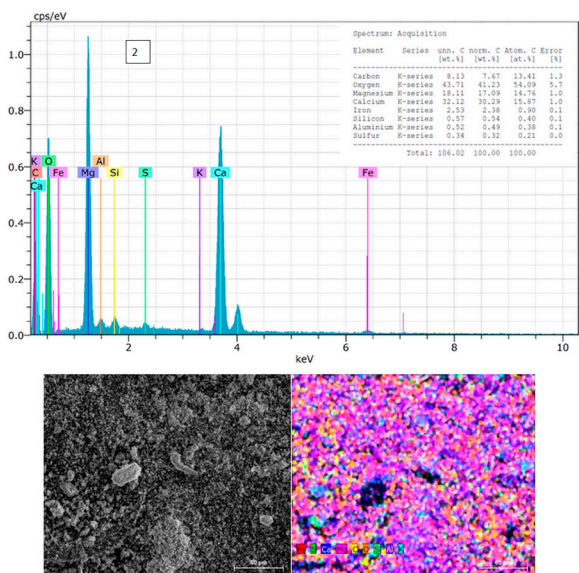 cps/eV
2
Spectrum: Acquisition
Element Series unn. C norm. C Atom. C Error
[wt.%] [wt.%] [at.%] [%]
Carbon K-series 8.13 7.67 13.41 1.3
Oxygen K-series 43.71 41.23 54.09 5.7
Magnesium K-series 18.11 17.09 14.76 1.0
Calcium K-series 32.12 30.29 15.87 1.0
Iron K-series 2.53 2.38 0.90 0.1
Silicon K-series 0.57 0.54 0.40 0.1
Aluminium K-series 0.52 0.49 0.38 0.1
Sulfur K-series 0.34 0.32 0.21 0.0
Total: 106.02 100.00 100.00
1.0
0.8
0.6
K O Al K
C Fe Mg Si S Ca Fe
Ca
0.4
0.2
0.0
2 4 6 8 10
keV